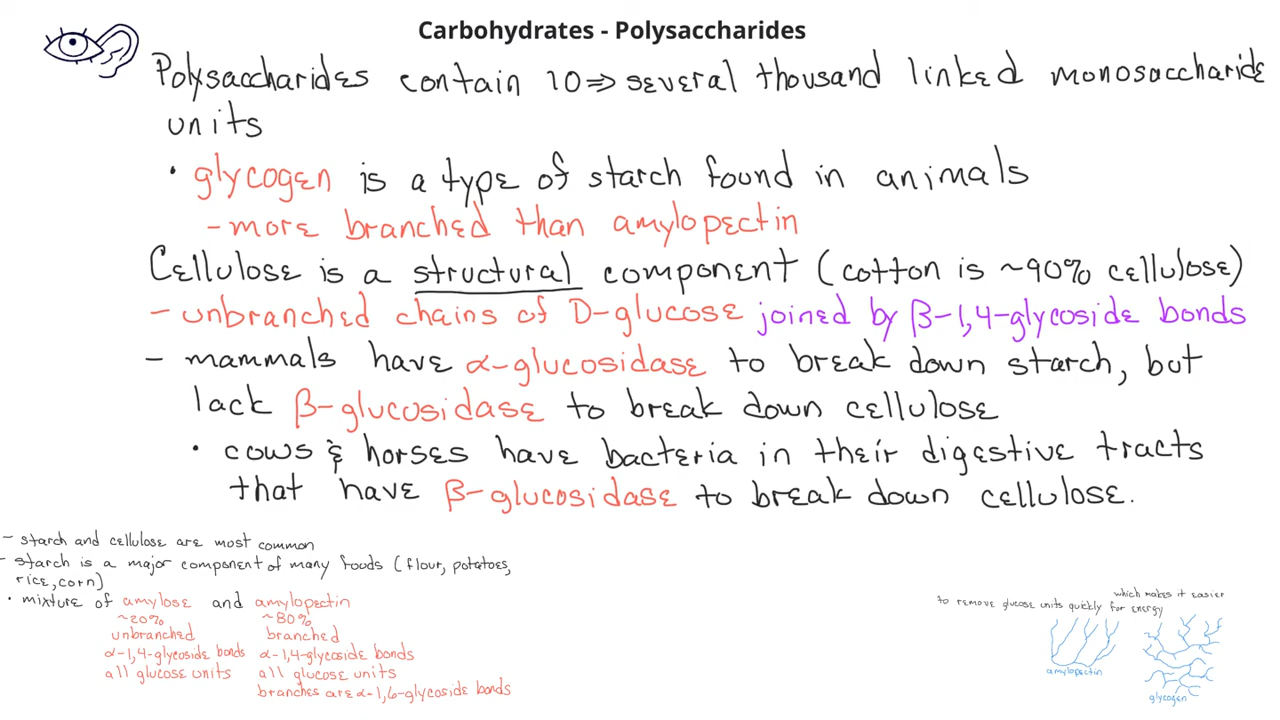 Carbohydrates - Polysaccharides
Polysaccharides contain 10 ⇒ several thousand linked monosaccharide
units
• glycogen is a type of starch found in animals
- more branched than amylopectin
Cellulose is a structural component (cotton is ~90% cellulose)
- unbranched chains of D-glucose joined by β-1,4-glycoside bonds
- mammals have α-glucosidase to break down starch, but
lack β-glucosidase to break down cellulose
• cows & horses have bacteria in their digestive tracts
that have β-glucosidase to break down cellulose.
- starch and cellulose are most common
- starch is a major component of many foods (flour, potatoes,
rice, corn)
• mixture of amylose and amylopectin
~20% ~80%
unbranched branched
α-1,4-glycoside bonds α-1,4-glycoside bonds
all glucose units all glucose units
branches are α-1,6-glycoside bonds
which makes it easier
to remove glucose units quickly for energy
amylopectin
glycogen